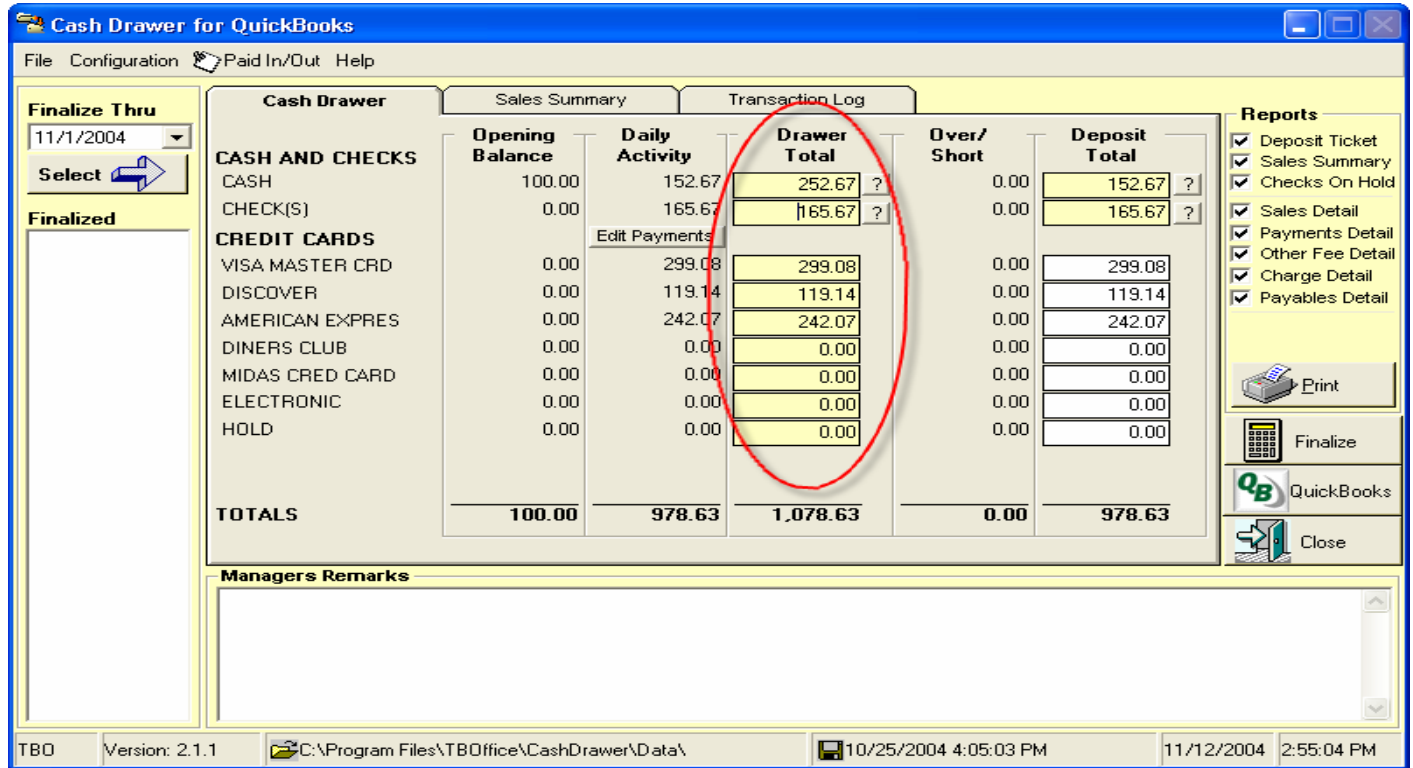 Cash Drawer for QuickBooks
File Configuration Paid In/Out Help
Finalize Thru
11/1/2004
Select
Finalized
Cash Drawer Sales Summary Transaction Log
Opening Balance Daily Activity Drawer Total Over/ Short Deposit Total
CASH AND CHECKS
CASH 100.00 152.67 252.67 ? 0.00 152.67 ?
CHECK(S) 0.00 165.67 165.67 ? 0.00 165.67 ?
CREDIT CARDS Edit Payments
VISA MASTER CRD 0.00 299.08 299.08 0.00 299.08
DISCOVER 0.00 119.14 119.14 0.00 119.14
AMERICAN EXPRES 0.00 242.07 242.07 0.00 242.07
DINERS CLUB 0.00 0.00 0.00 0.00 0.00
MIDAS CRED CARD 0.00 0.00 0.00 0.00 0.00
ELECTRONIC 0.00 0.00 0.00 0.00 0.00
HOLD 0.00 0.00 0.00 0.00 0.00
TOTALS 100.00 978.63 1,078.63 0.00 978.63
Reports
Deposit Ticket
Sales Summary
Checks On Hold
Sales Detail
Payments Detail
Other Fee Detail
Charge Detail
Payables Detail
Print
Finalize
QB QuickBooks
Close
Managers Remarks
TBO Version: 2.1.1 C:\Program Files\TBOffice\CashDrawer\Data\ 10/25/2004 4:05:03 PM 11/12/2004 2:55:04 PM